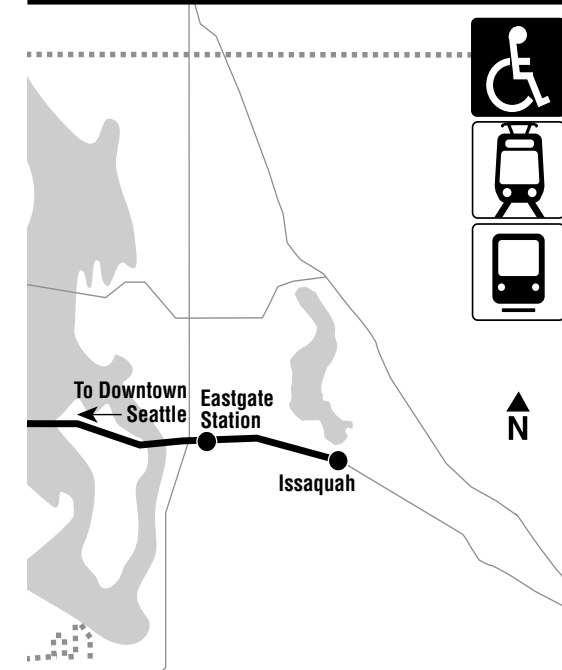 To Downtown
Seattle
Eastgate
Station
Issaquah
N